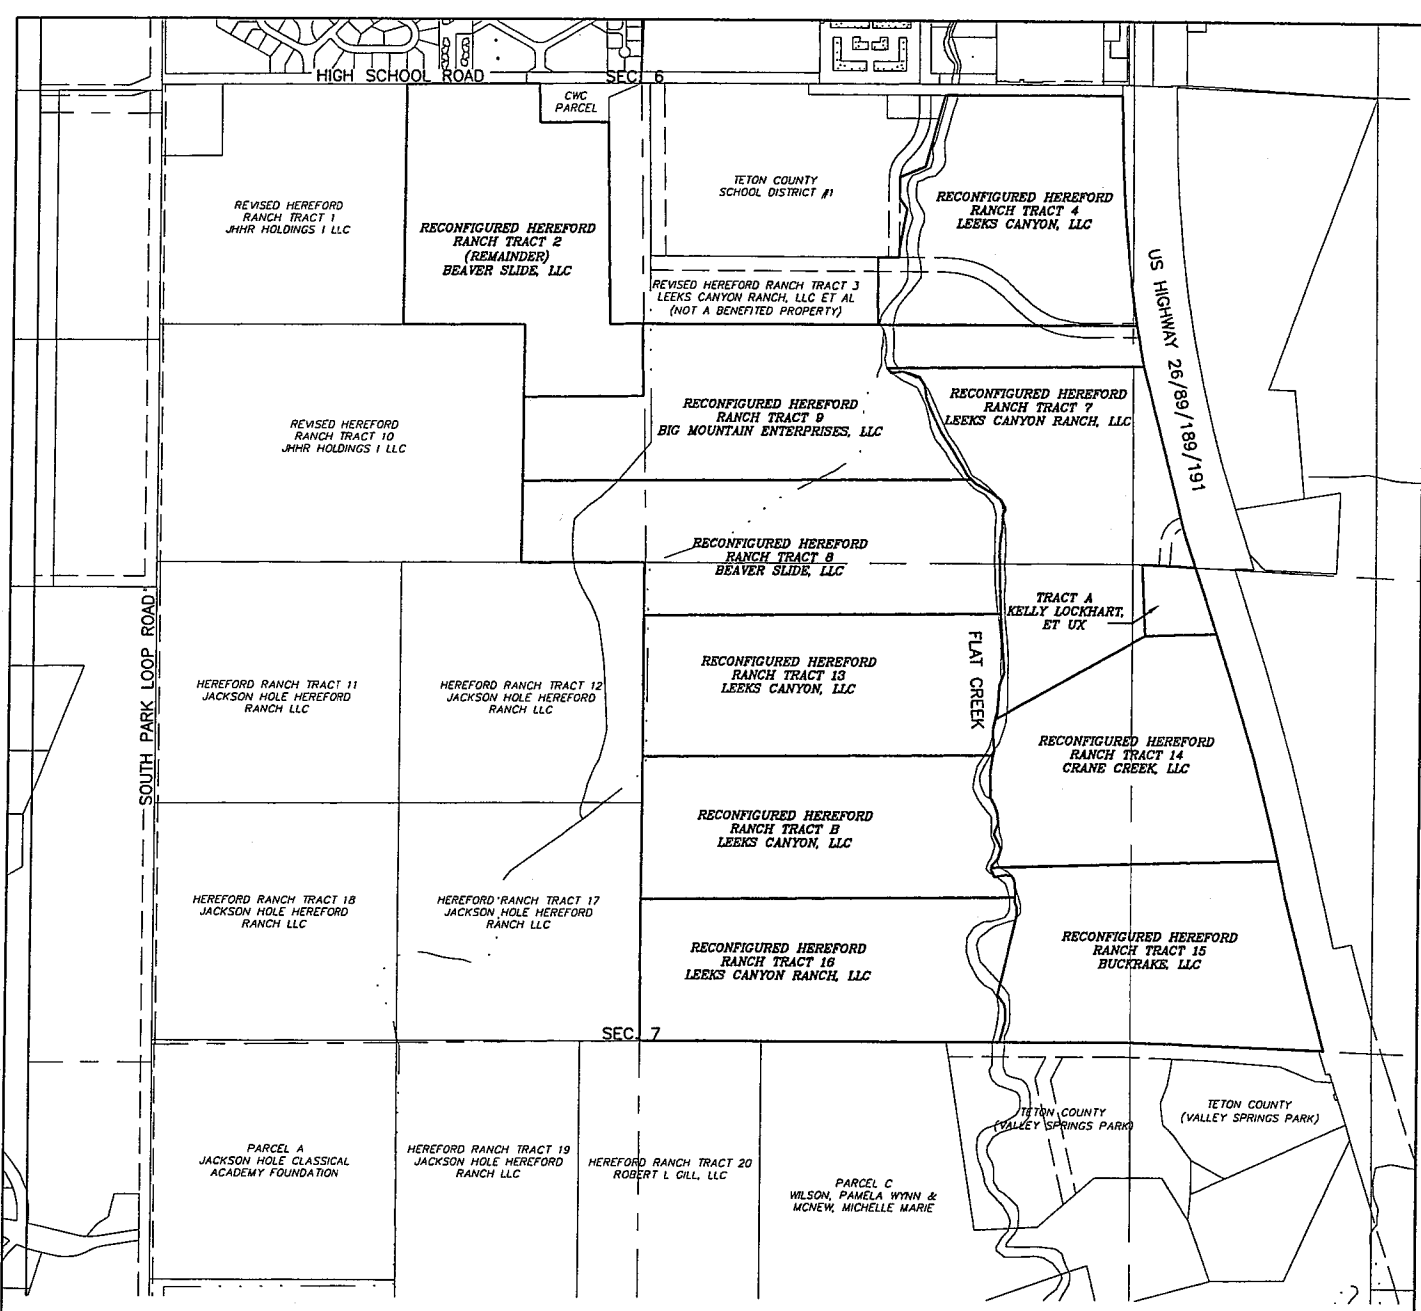 HIGH SCHOOL ROAD
SEC. 6
CWC
PARCEL
TETON COUNTY
SCHOOL DISTRICT #1
REVISED HEREFORD
RANCH TRACT 1
JHHR HOLDINGS I LLC
RECONFIGURED HEREFORD
RANCH TRACT 2
(REMAINDER)
BEAVER SLIDE, LLC
RECONFIGURED HEREFORD
RANCH TRACT 4
LEEKS CANYON, LLC
REVISED HEREFORD RANCH TRACT 3
LEEKS CANYON RANCH, LLC ET AL
(NOT A BENEFITED PROPERTY)
US HIGHWAY 26/89/189/191
REVISED HEREFORD
RANCH TRACT 10
JHHR HOLDINGS I LLC
RECONFIGURED HEREFORD
RANCH TRACT 9
BIG MOUNTAIN ENTERPRISES, LLC
RECONFIGURED HEREFORD
RANCH TRACT 7
LEEKS CANYON RANCH, LLC
RECONFIGURED HEREFORD
RANCH TRACT 8
BEAVER SLIDE, LLC
TRACT A
KELLY LOCKHART,
ET UX
SOUTH PARK LOOP ROAD
HEREFORD RANCH TRACT 11
JACKSON HOLE HEREFORD
RANCH LLC
HEREFORD RANCH TRACT 12
JACKSON HOLE HEREFORD
RANCH LLC
RECONFIGURED HEREFORD
RANCH TRACT 13
LEEKS CANYON, LLC
FLAT CREEK
RECONFIGURED HEREFORD
RANCH TRACT 14
CRANE CREEK, LLC
RECONFIGURED HEREFORD
RANCH TRACT B
LEEKS CANYON, LLC
HEREFORD RANCH TRACT 18
JACKSON HOLE HEREFORD
RANCH LLC
HEREFORD RANCH TRACT 17
JACKSON HOLE HEREFORD
RANCH LLC
RECONFIGURED HEREFORD
RANCH TRACT 16
LEEKS CANYON RANCH, LLC
RECONFIGURED HEREFORD
RANCH TRACT 15
BUCKRAKE, LLC
SEC. 7
PARCEL A
JACKSON HOLE CLASSICAL
ACADEMY FOUNDATION
HEREFORD RANCH TRACT 19
JACKSON HOLE HEREFORD
RANCH LLC
HEREFORD RANCH TRACT 20
ROBERT L GILL, LLC
PARCEL C
WILSON, PAMELA WYNN &
MCNEW, MICHELLE MARIE
TETON COUNTY
(VALLEY SPRINGS PARK)
TETON COUNTY
(VALLEY SPRINGS PARK)